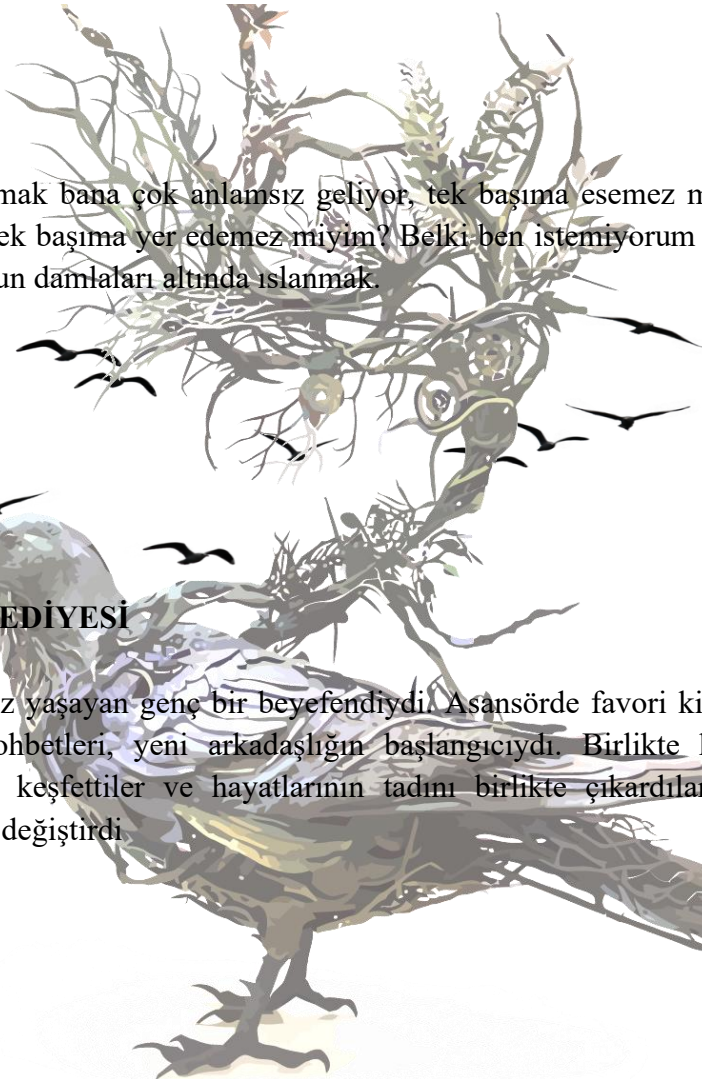 mak bana çok anlamsız geliyor, tek başıma esemez m
ek başıma yer edemez miyim? Belki ben istemiyorum
un damlaları altında ıslanmak.
EDİYESİ
z yaşayan genç bir beyefendiydi. Asansörde favori ki
ohbetleri, yeni arkadaşlığın başlangıcıydı. Birlikte
keşfettiler ve hayatlarının tadını birlikte çıkardılar
değiştirdi